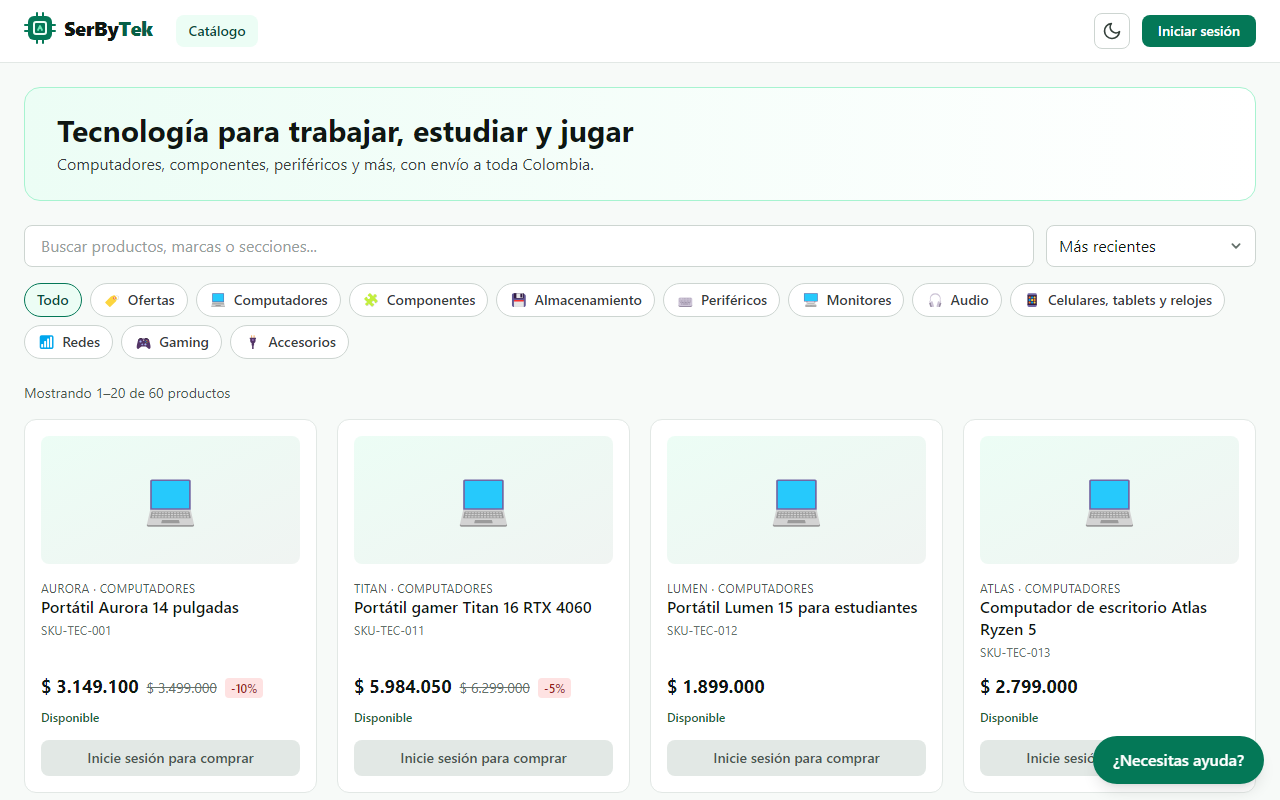 SerByTek
Catálogo
Iniciar sesión
Tecnología para trabajar, estudiar y jugar
Computadores, componentes, periféricos y más, con envío a toda Colombia.
Buscar productos, marcas o secciones...
Más recientes
Todo
Ofertas
Computadores
Componentes
Almacenamiento
Periféricos
Monitores
Audio
Celulares, tablets y relojes
Redes
Gaming
Accesorios
Mostrando 1–20 de 60 productos
AURORA · COMPUTADORES
Portátil Aurora 14 pulgadas
SKU-TEC-001
$ 3.149.100 $ 3.499.000 -10%
Disponible
Inicie sesión para comprar
TITAN · COMPUTADORES
Portátil gamer Titan 16 RTX 4060
SKU-TEC-011
$ 5.984.050 $ 6.299.000 -5%
Disponible
Inicie sesión para comprar
LUMEN · COMPUTADORES
Portátil Lumen 15 para estudiantes
SKU-TEC-012
$ 1.899.000
Disponible
Inicie sesión para comprar
ATLAS · COMPUTADORES
Computador de escritorio Atlas
Ryzen 5
SKU-TEC-013
$ 2.799.000
Disponible
Inicie
¿Necesitas ayuda?